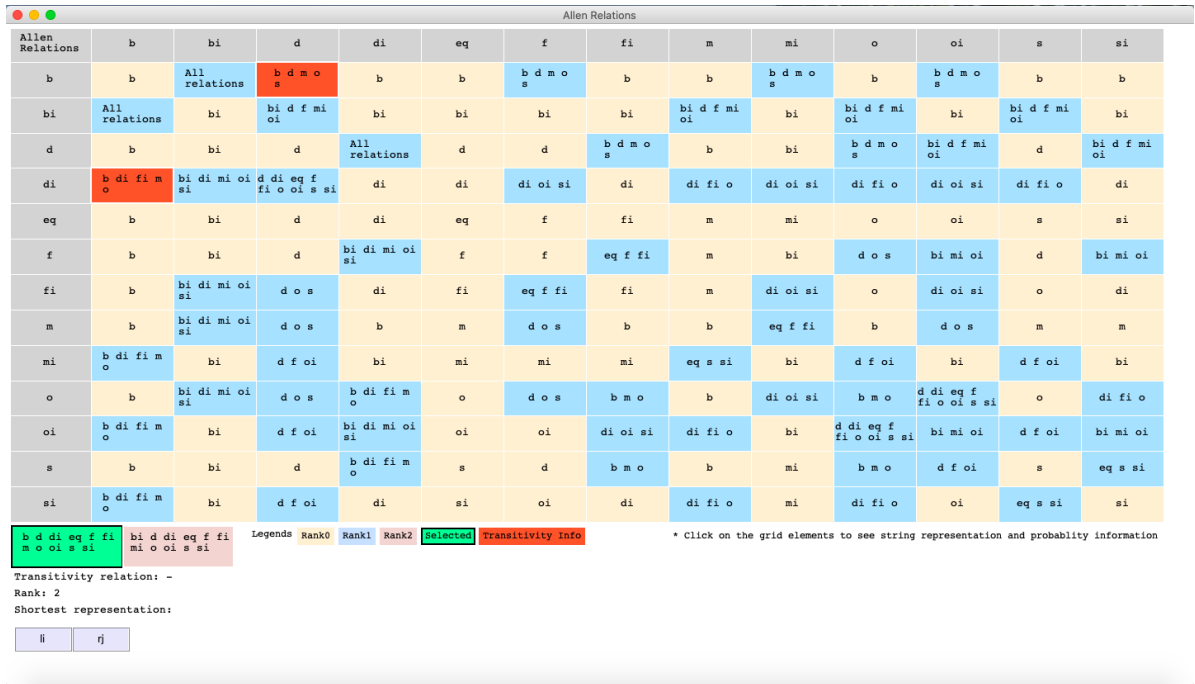 Allen Relations
Allen Relations b bi d di eq f fi m mi o oi s si
b b All relations b d m o s b b b d m o s b b b d m o s b b d m o s b b
bi All relations bi bi d f mi oi bi bi bi bi bi d f mi oi bi bi d f mi oi bi bi d f mi oi bi
d b bi d All relations d d b d m o s b bi b d m o s bi d f mi oi d bi d f mi oi
di b di fi m o bi di mi oi si d di eq f fi o oi s si di di di oi si di di fi o di oi si di fi o di oi si di fi o di
eq b bi d di eq f fi m mi o oi s si
f b bi d bi di mi oi si f f eq f fi m bi d o s bi mi oi d bi mi oi
fi b bi di mi oi si d o s di fi eq f fi fi m di oi si o di oi si o di
m b bi di mi oi si d o s b m d o s b b eq f fi b d o s m m
mi b di fi m o bi d f oi bi mi mi mi eq s si bi d f oi bi d f oi bi
o b bi di mi oi si d o s b di fi m o o d o s b m o b di oi si b m o d di eq f fi o oi s si o di fi o
oi b di fi m o bi d f oi bi di mi oi si oi oi di oi si di fi o bi d di eq f fi o oi s si bi mi oi d f oi bi mi oi
s b bi d b di fi m o s d b m o b mi b m o d f oi s eq s si
si b di fi m o bi d f oi di si oi di di fi o mi di fi o oi eq s si si
b d di eq f fi m o oi s si bi d di eq f fi mi o oi s si Legends Rank0 Rank1 Rank2 Selected Transitivity Info * Click on the grid elements to see string representation and probablity information
Transitivity relation: -
Rank: 2
Shortest representation:
li rj